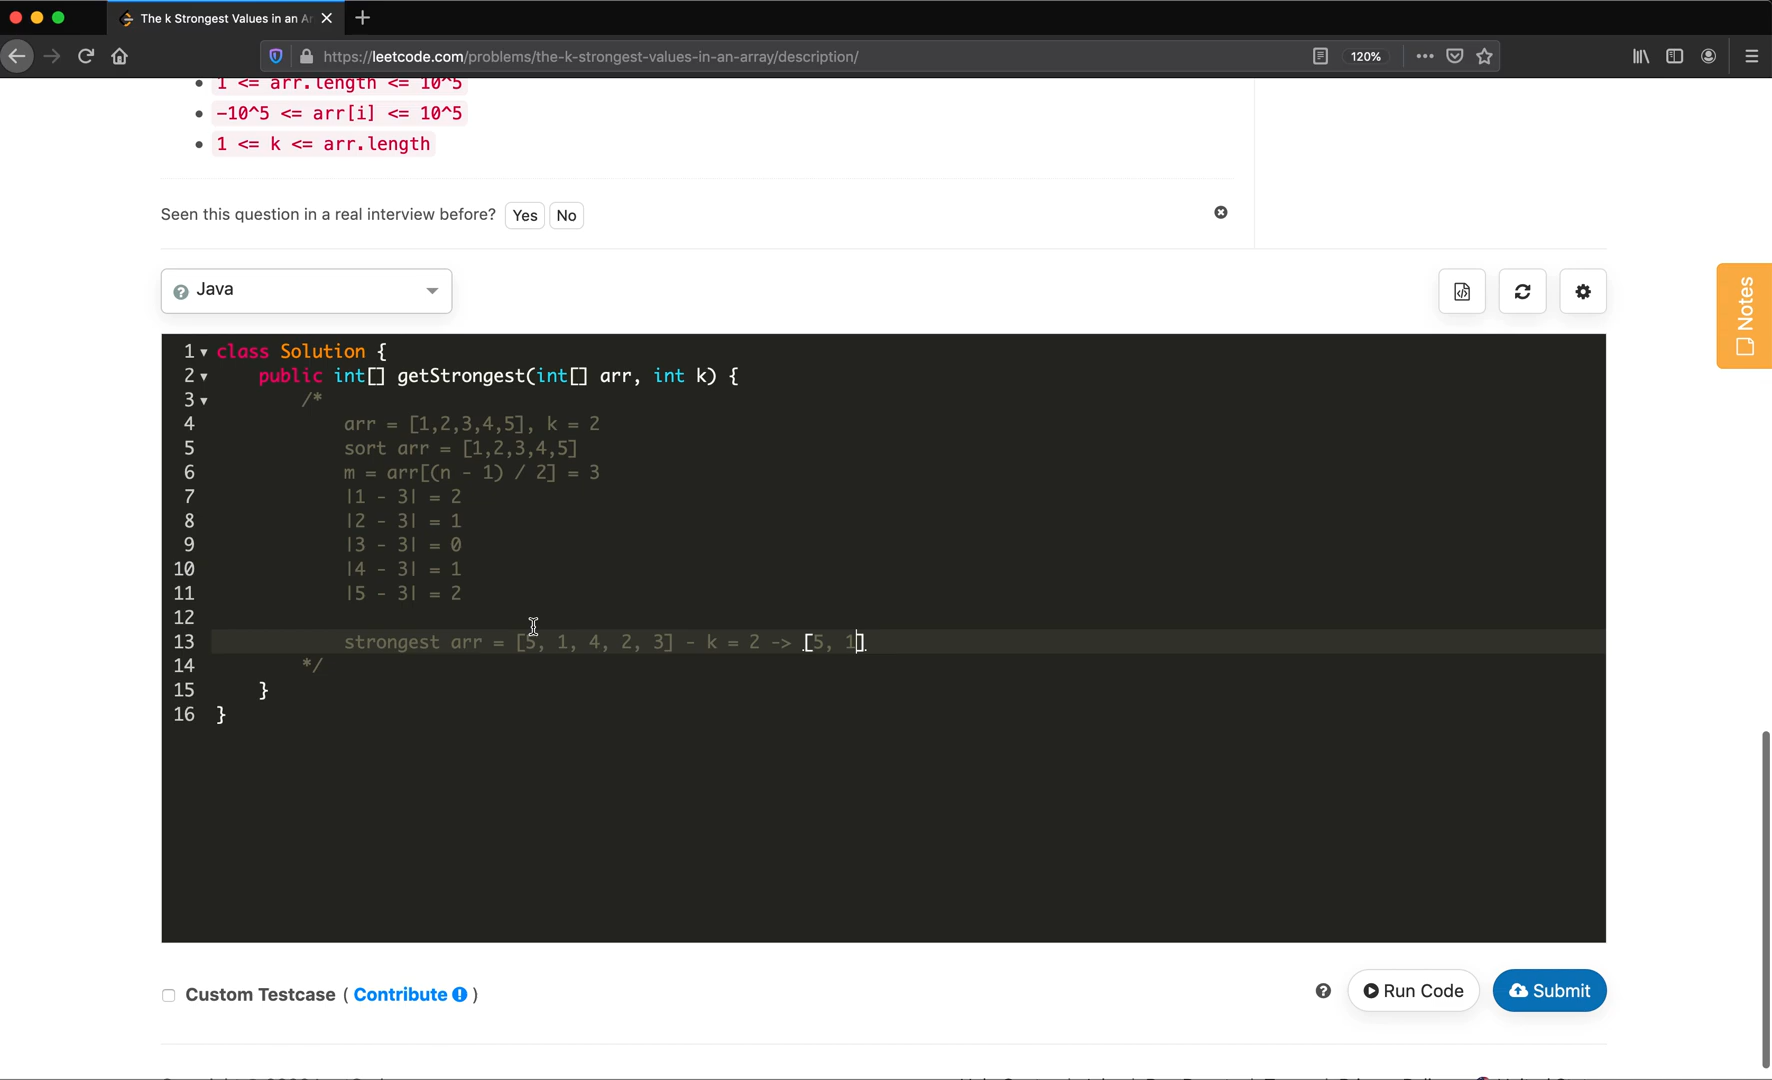 The k Strongest Values in an Ar
https://leetcode.com/problems/the-k-strongest-values-in-an-array/description/
120%
1 <= arr.length <= 10^5
-10^5 <= arr[i] <= 10^5
1 <= k <= arr.length
Seen this question in a real interview before? Yes No
Java
Notes
1 class Solution {
2 public int[] getStrongest(int[] arr, int k) {
3 /*
4 arr = [1,2,3,4,5], k = 2
5 sort arr = [1,2,3,4,5]
6 m = arr[(n - 1) / 2] = 3
7 |1 - 3| = 2
8 |2 - 3| = 1
9 |3 - 3| = 0
10 |4 - 3| = 1
11 |5 - 3| = 2
12
13 strongest arr = [5, 1, 4, 2, 3] - k = 2 -> [5, 1]
14 */
15 }
16 }
Custom Testcase ( Contribute )
Run Code
Submit